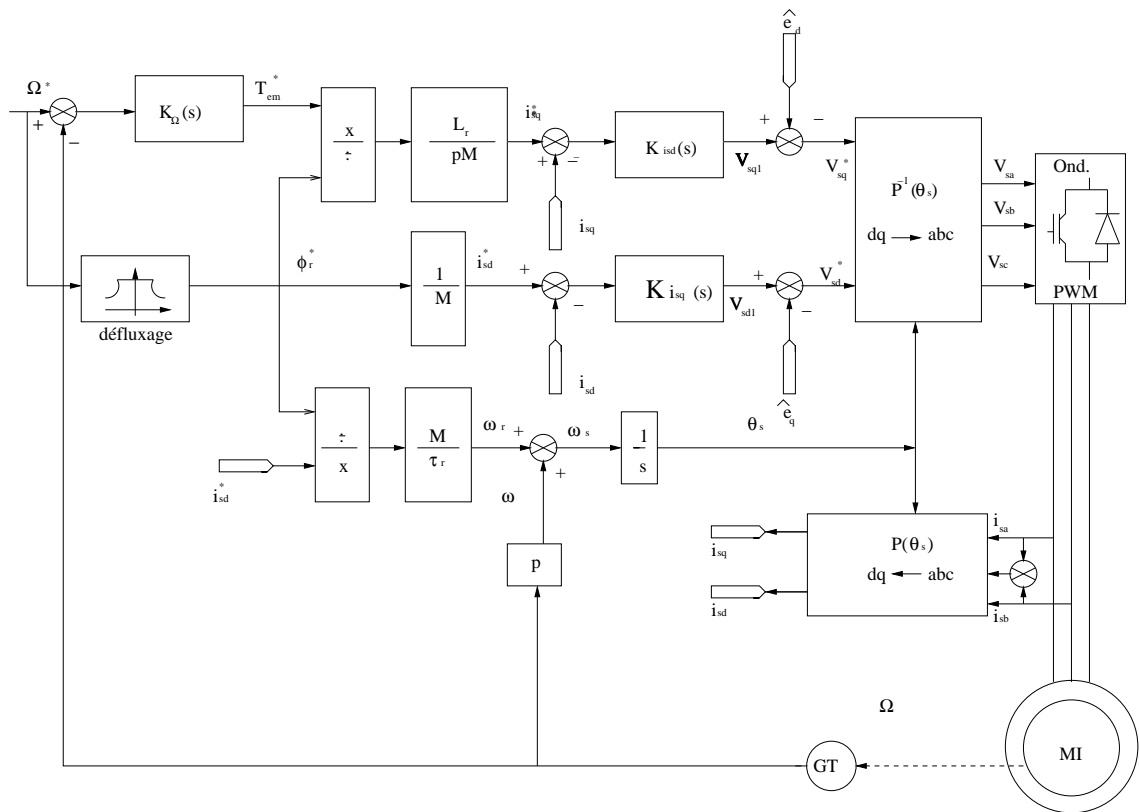 ê_d
Ω*
+
−
K_Ω(s)
T_em*
x
÷
L_r
pM
i_sq*
+
−
i_sq
K_isd(s)
+
V_sq1
−
V_sq*
P⁻¹(θ_s)
dq → abc
V_sa
V_sb
V_sc
Ond.
PWM
défluxage
ϕ_r*
1
M
i_sd*
+
−
i_sd
K_isq(s)
+
V_sd1
−
V_sd*
ê_q
i_sd*
÷
x
M
τ_r
ω_r
+
+
ω
ω_s
1
s
θ_s
p
i_sq
i_sd
P(θ_s)
dq ← abc
i_sa
i_sb
Ω
GT
MI